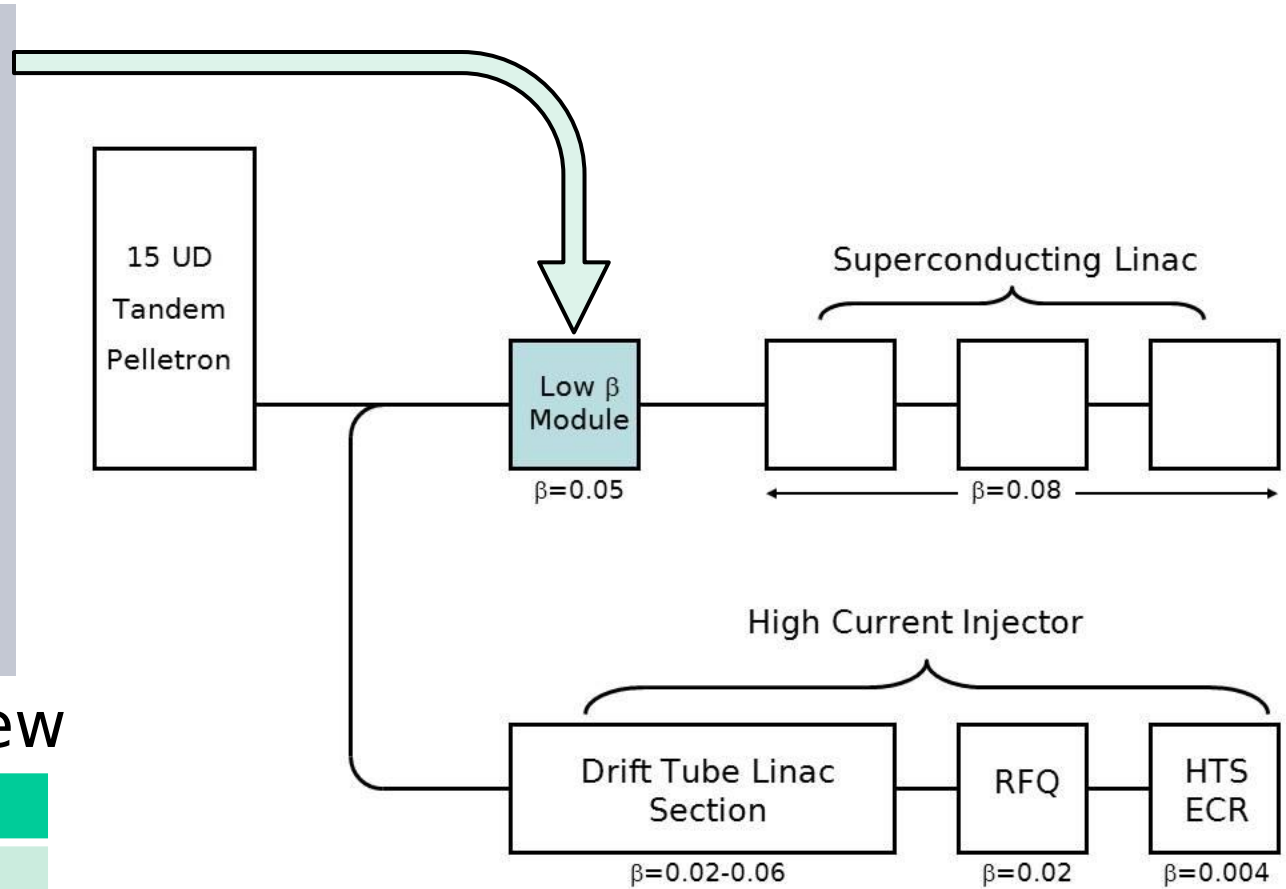 15 UD
Tandem
Pelletron
Superconducting Linac
Low β
Module
β=0.05
β=0.08
High Current Injector
ew
Drift Tube Linac
Section
RFQ
HTS
ECR
β=0.02-0.06
β=0.02
β=0.004